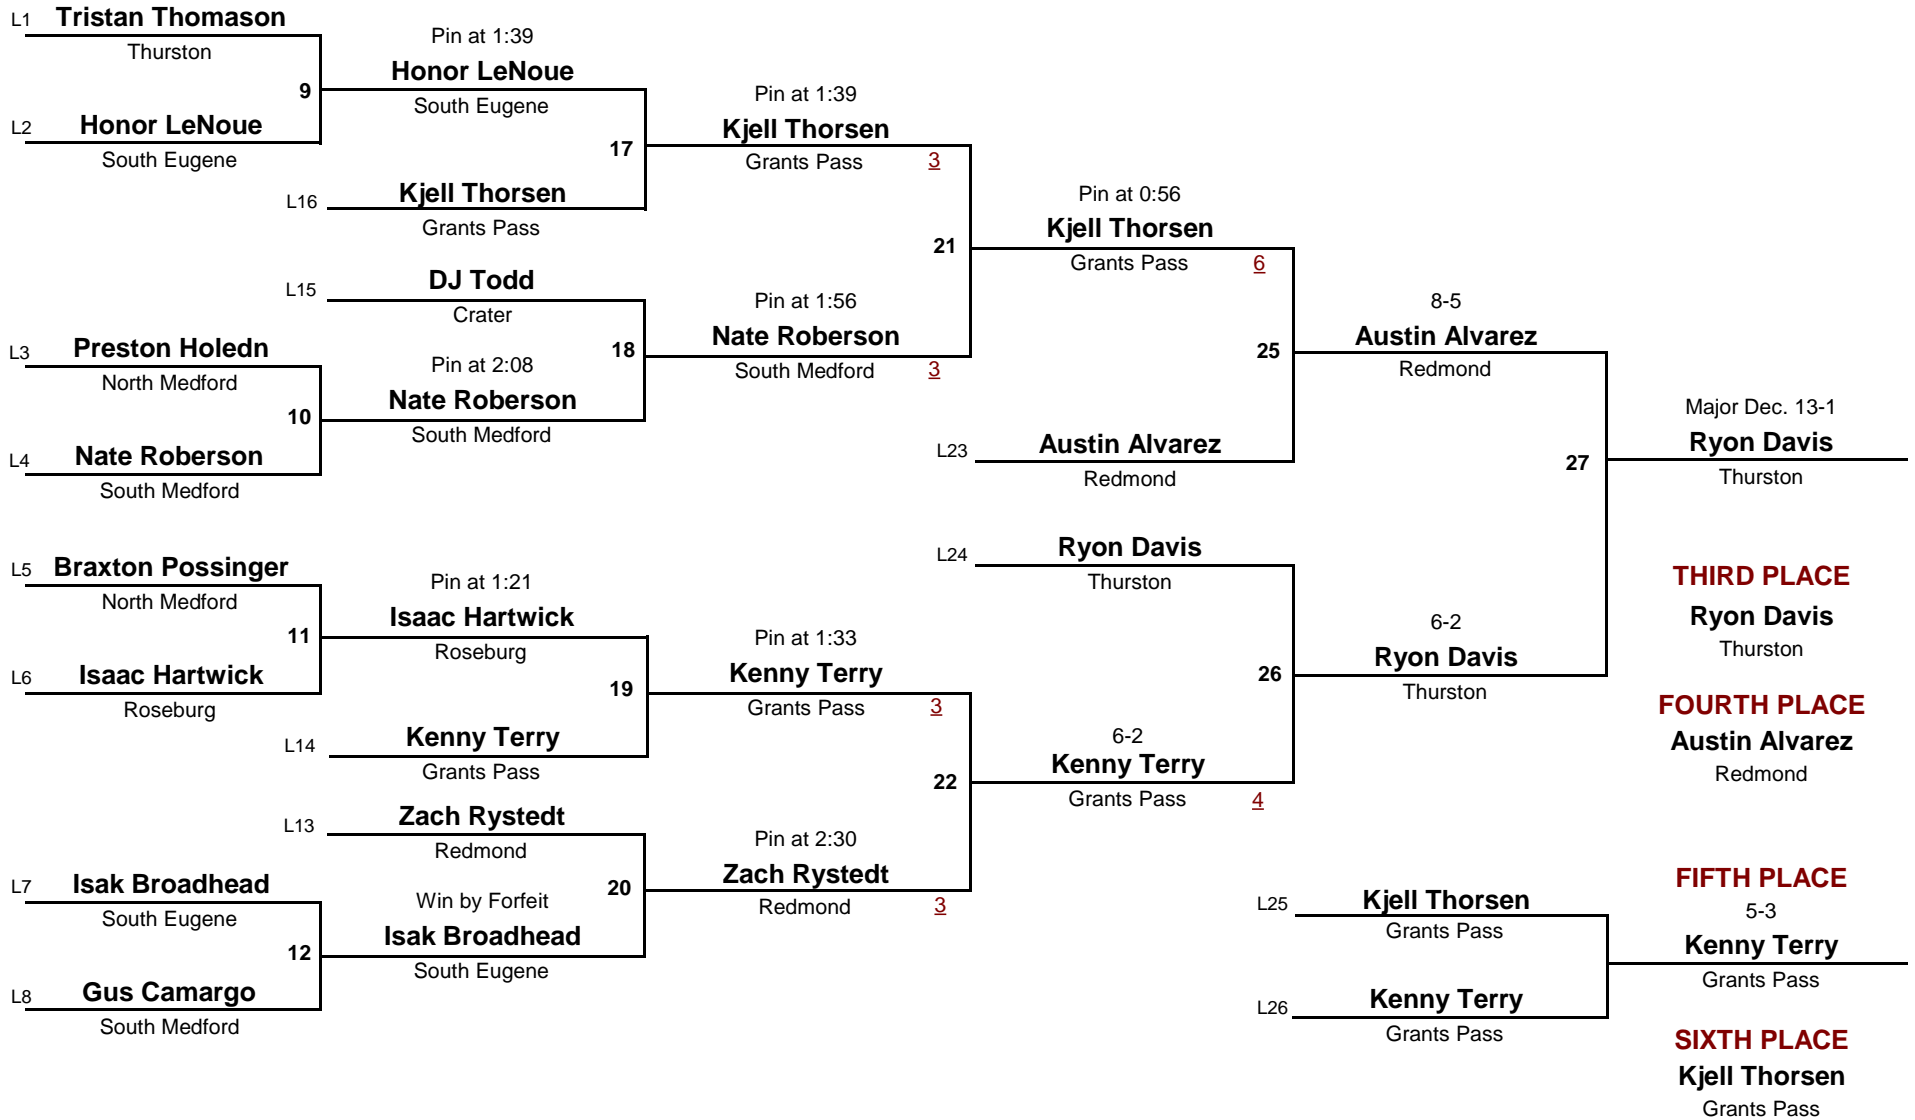 L1 Tristan Thomason
Thurston
9
L2 Honor LeNoue
South Eugene
Pin at 1:39
Honor LeNoue
South Eugene
17
L16 Kjell Thorsen
Grants Pass
Pin at 1:39
Kjell Thorsen
Grants Pass 3
21
L15 DJ Todd
Crater
18
L3 Preston Holedn
North Medford
10
L4 Nate Roberson
South Medford
Pin at 2:08
Nate Roberson
South Medford
Pin at 1:56
Nate Roberson
South Medford 3
Pin at 0:56
Kjell Thorsen
Grants Pass 6
25
L23 Austin Alvarez
Redmond
8-5
Austin Alvarez
Redmond
27
Major Dec. 13-1
Ryon Davis
Thurston
L5 Braxton Possinger
North Medford
11
L6 Isaac Hartwick
Roseburg
Pin at 1:21
Isaac Hartwick
Roseburg
19
L14 Kenny Terry
Grants Pass
Pin at 1:33
Kenny Terry
Grants Pass 3
22
L13 Zach Rystedt
Redmond
20
L7 Isak Broadhead
South Eugene
12
L8 Gus Camargo
South Medford
Win by Forfeit
Isak Broadhead
South Eugene
Pin at 2:30
Zach Rystedt
Redmond 3
L24 Ryon Davis
Thurston
26
6-2
Kenny Terry
Grants Pass 4
6-2
Ryon Davis
Thurston
THIRD PLACE
Ryon Davis
Thurston
FOURTH PLACE
Austin Alvarez
Redmond
L25 Kjell Thorsen
Grants Pass
L26 Kenny Terry
Grants Pass
FIFTH PLACE
5-3
Kenny Terry
Grants Pass
SIXTH PLACE
Kjell Thorsen
Grants Pass